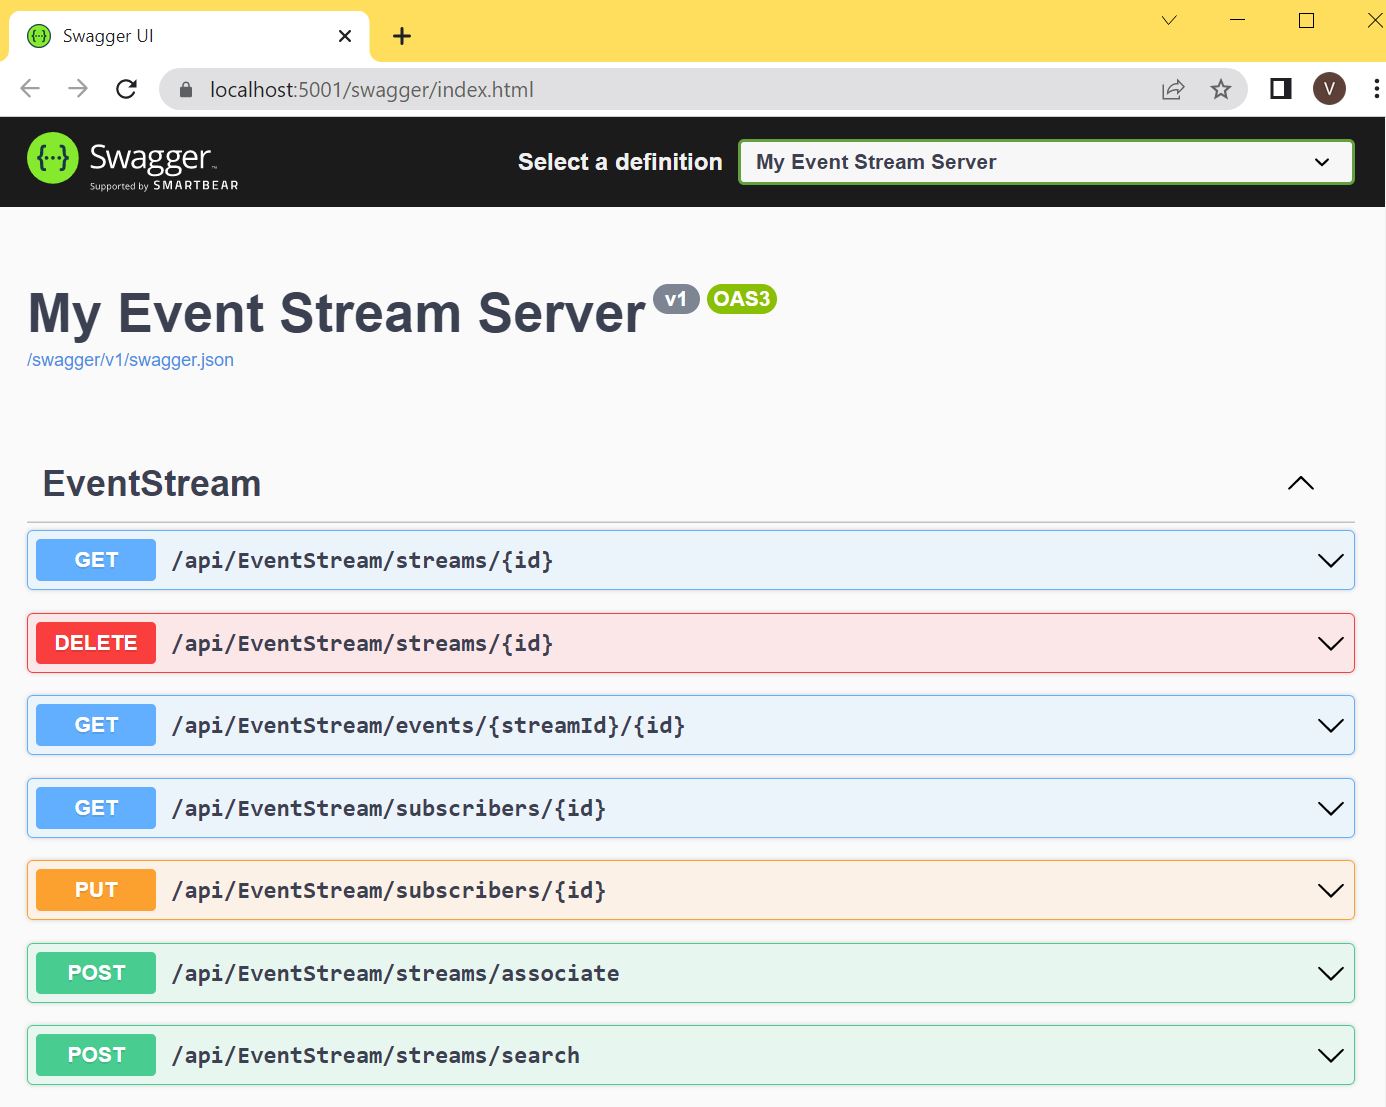 Swagger UI
localhost:5001/swagger/index.html
V
{···} Swagger™
Supported by SMARTBEAR
Select a definition
My Event Stream Server
My Event Stream Server v1 OAS3
/swagger/v1/swagger.json
EventStream
GET /api/EventStream/streams/{id}
DELETE /api/EventStream/streams/{id}
GET /api/EventStream/events/{streamId}/{id}
GET /api/EventStream/subscribers/{id}
PUT /api/EventStream/subscribers/{id}
POST /api/EventStream/streams/associate
POST /api/EventStream/streams/search